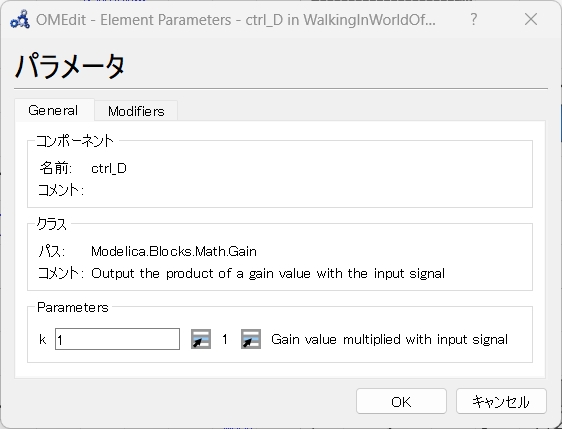 OMEdit - Element Parameters - ctrl_D in WalkingInWorldOf...
パラメータ
General Modifiers
コンポーネント
名前: ctrl_D
コメント:
クラス
パス: Modelica.Blocks.Math.Gain
コメント: Output the product of a gain value with the input signal
Parameters
k 1 1 Gain value multiplied with input signal
OK キャンセル